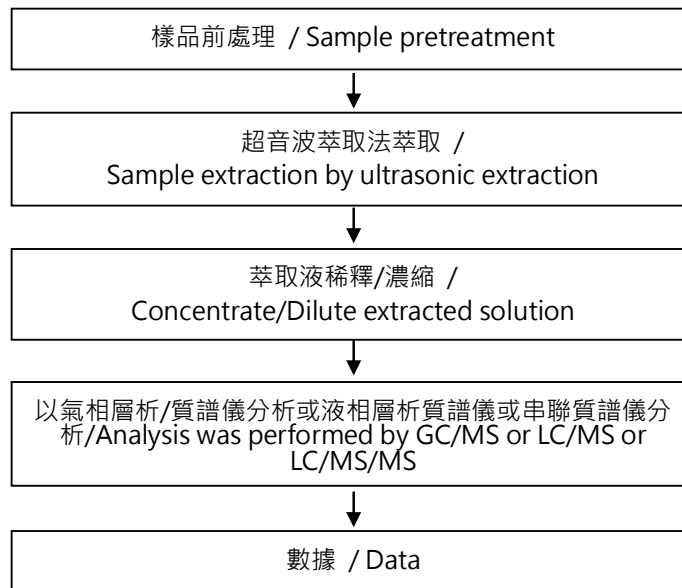 樣品前處理 / Sample pretreatment
超音波萃取法萃取 /
Sample extraction by ultrasonic extraction
萃取液稀釋/濃縮 /
Concentrate/Dilute extracted solution
以氣相層析/質譜儀分析或液相層析質譜儀或串聯質譜儀分
析/Analysis was performed by GC/MS or LC/MS or
LC/MS/MS
數據 / Data